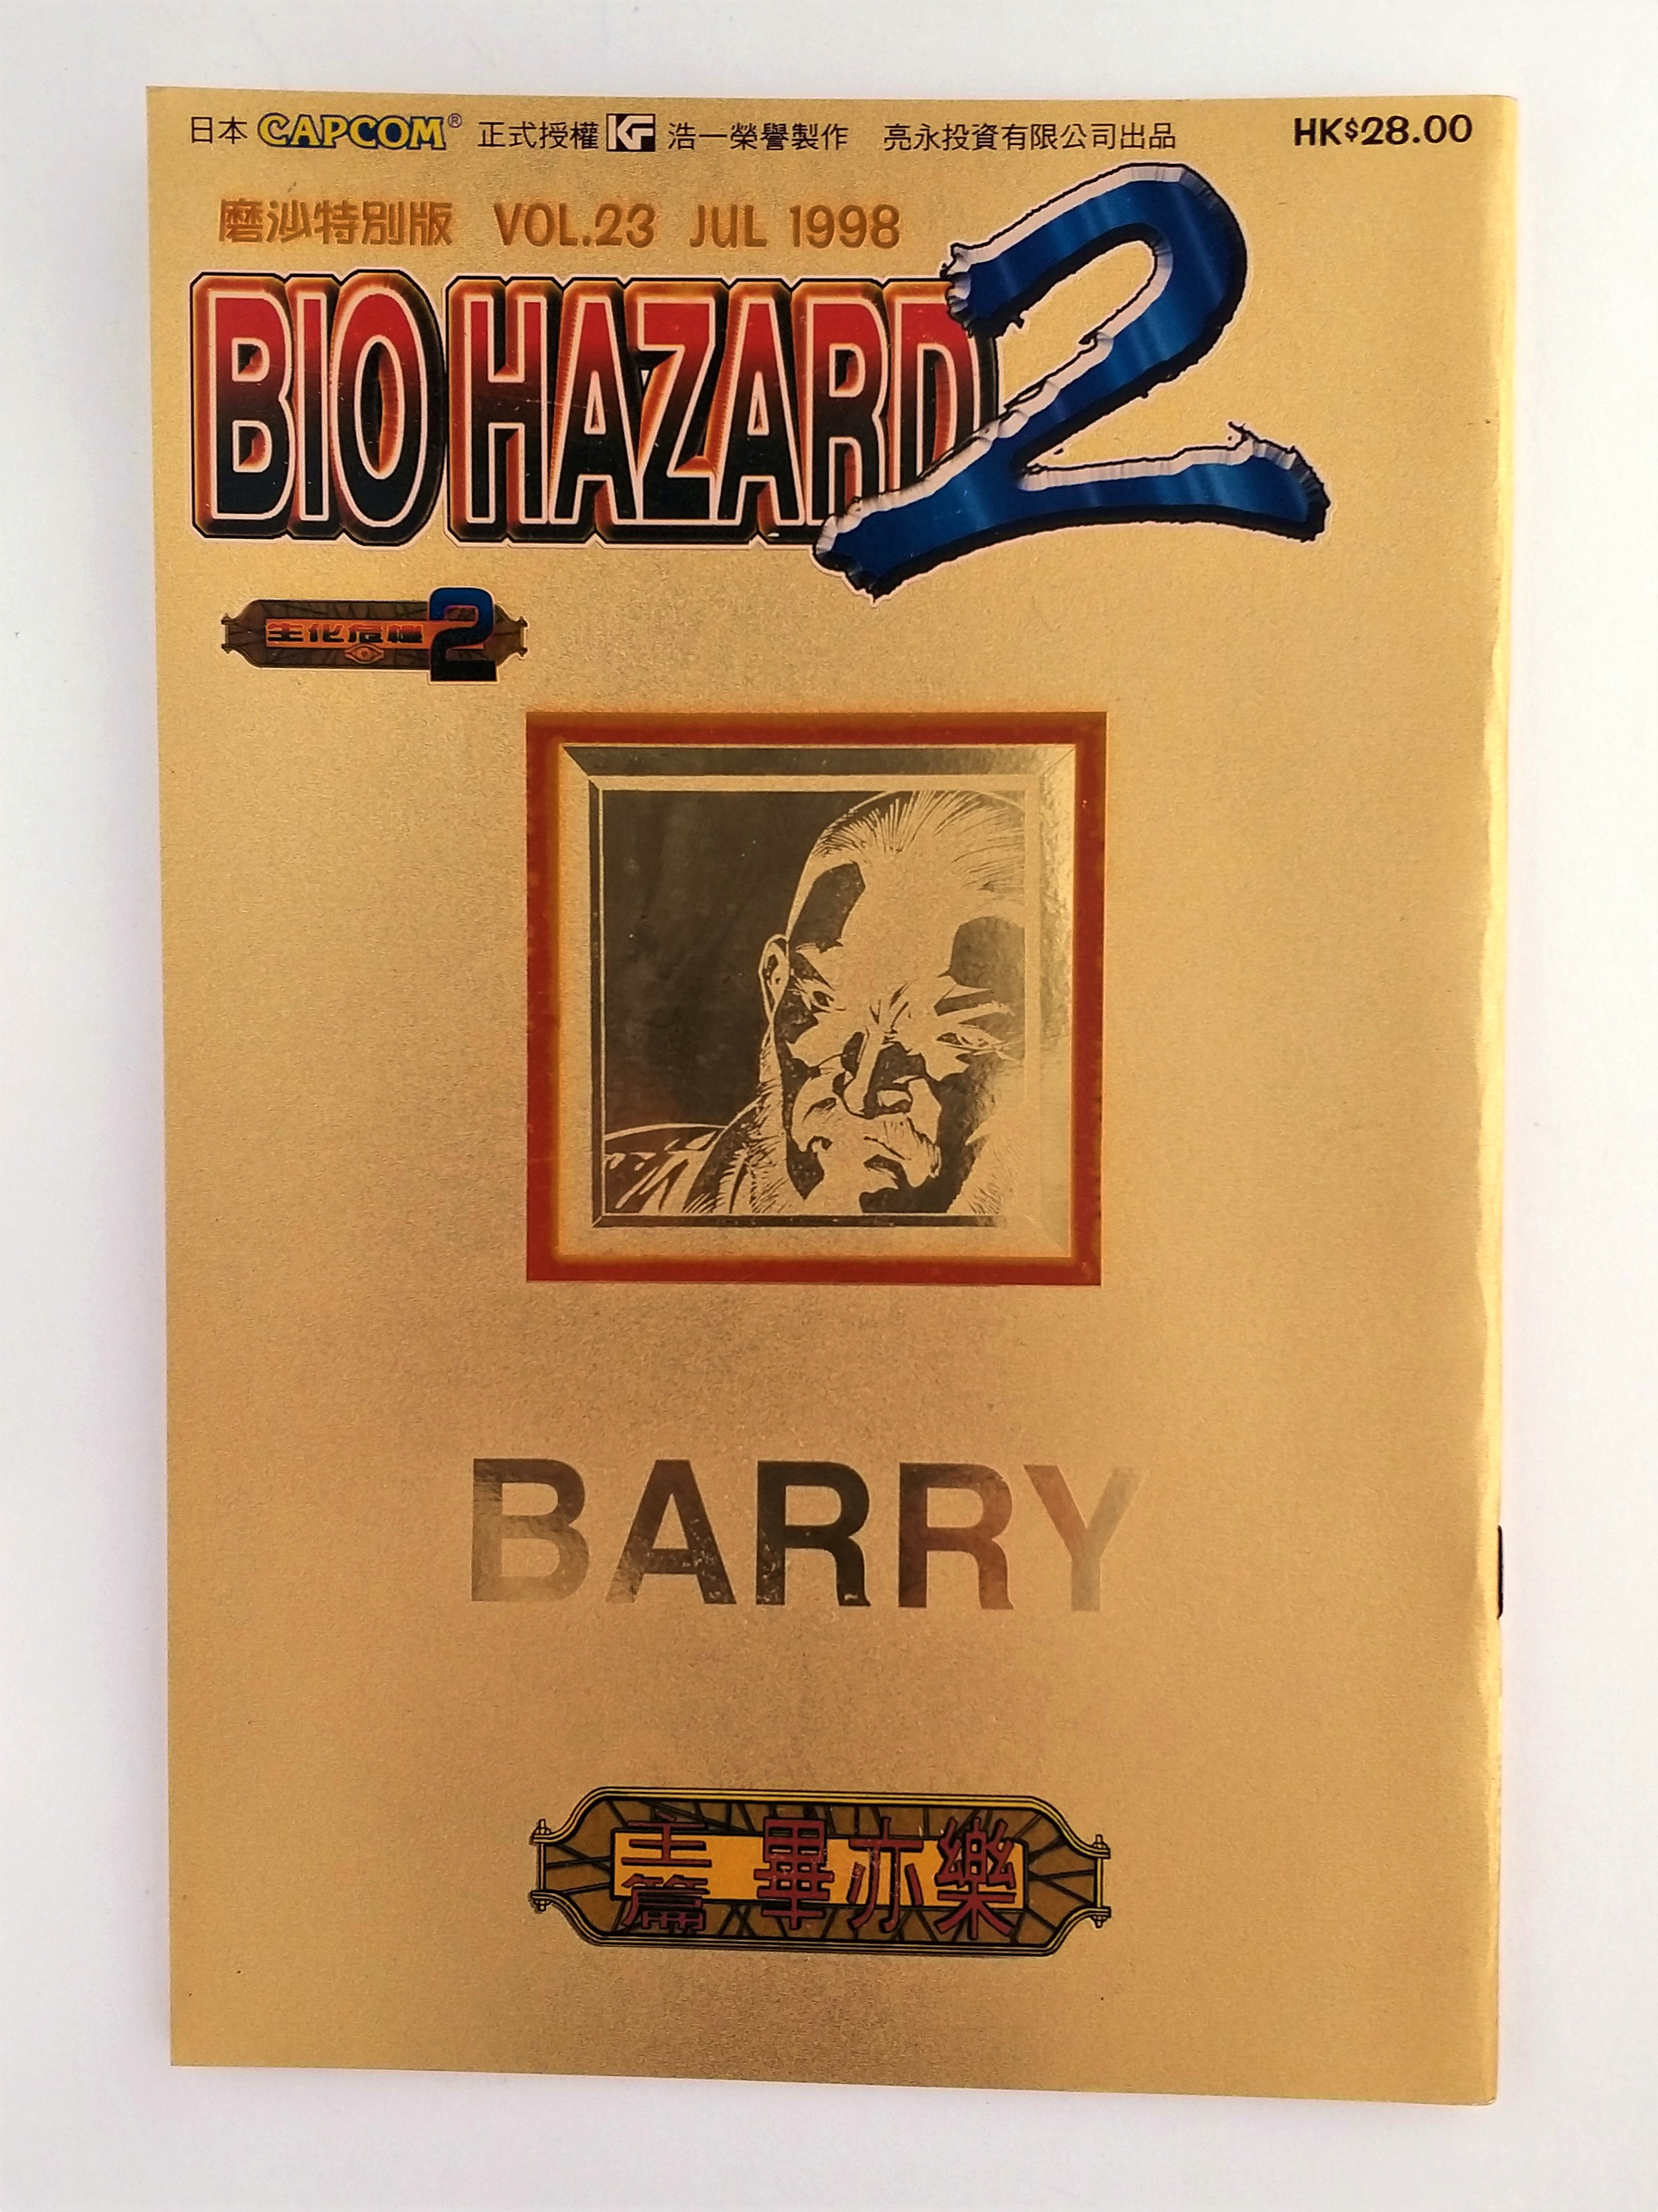 日本 CAPCOM® 正式授權 KF 浩一榮譽製作 亮永投資有限公司出品 HK$28.00
磨沙特別版 VOL.23 JUL 1998
BIO HAZARD 2
生化危機 2
BARRY
主篇 畢亦樂